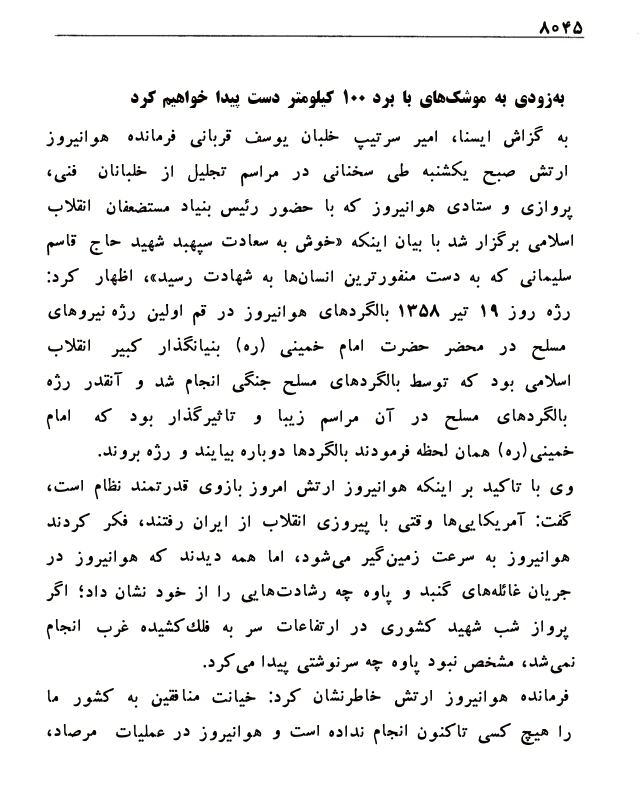 ۸۰۴۵
به‌زودی به موشک‌های با برد ۱۰۰ کیلومتر دست پیدا خواهیم کرد
به گزاش ایسنا، امیر سرتیپ خلبان یوسف قربانی فرمانده هوانیروز
ارتش صبح یکشنبه طی سخنانی در مراسم تجلیل از خلبانان فنی،
پروازی و ستادی هوانیروز که با حضور رئیس بنیاد مستضعفان انقلاب
اسلامی برگزار شد با بیان اینکه «خوش به سعادت سپهبد شهید حاج قاسم
سلیمانی که به دست منفورترین انسان‌ها به شهادت رسید»، اظهار کرد:
رژه روز ۱۹ تیر ۱۳۵۸ بالگردهای هوانیروز در قم اولین رژه نیروهای
مسلح در محضر حضرت امام خمینی (ره) بنیانگذار کبیر انقلاب
اسلامی بود که توسط بالگردهای مسلح جنگی انجام شد و آنقدر رژه
بالگردهای مسلح در آن مراسم زیبا و تاثیرگذار بود که امام
خمینی(ره) همان لحظه فرمودند بالگردها دوباره بیایند و رژه بروند.
وی با تاکید بر اینکه هوانیروز ارتش امروز بازوی قدرتمند نظام است،
گفت: آمریکایی‌ها وقتی با پیروزی انقلاب از ایران رفتند، فکر کردند
هوانیروز به سرعت زمین‌گیر می‌شود، اما همه دیدند که هوانیروز در
جریان غائله‌های گنبد و پاوه چه رشادت‌هایی را از خود نشان داد؛ اگر
پرواز شب شهید کشوری در ارتفاعات سر به فلک‌کشیده غرب انجام
نمی‌شد، مشخص نبود پاوه چه سرنوشتی پیدا می‌کرد.
فرمانده هوانیروز ارتش خاطرنشان کرد: خیانت منافقین به کشور ما
را هیچ کسی تاکنون انجام نداده است و هوانیروز در عملیات مرصاد،